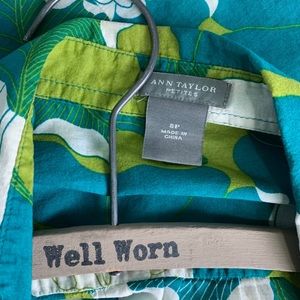 ANN TAYLOR
PETITES
8P
MADE IN
CHINA
Well Worn